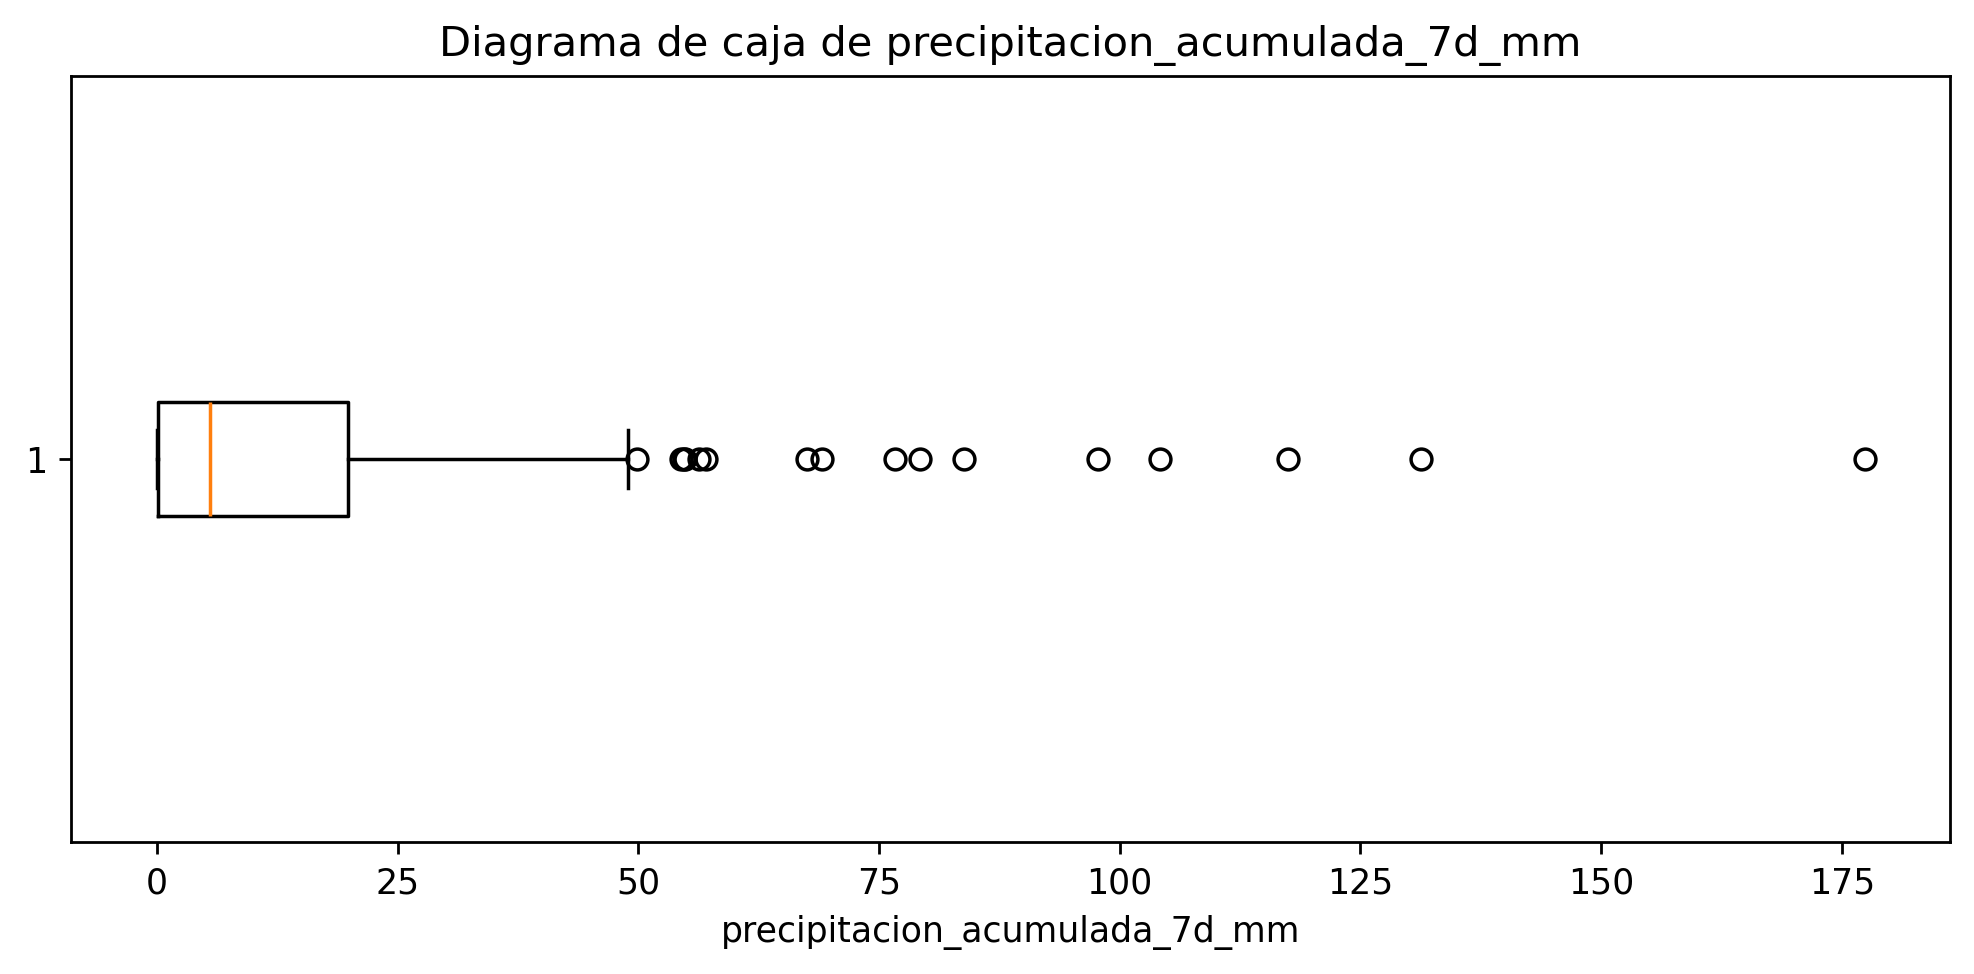 Diagrama de caja de precipitacion_acumulada_7d_mm
1
0 25 50 75 100 125 150 175
precipitacion_acumulada_7d_mm